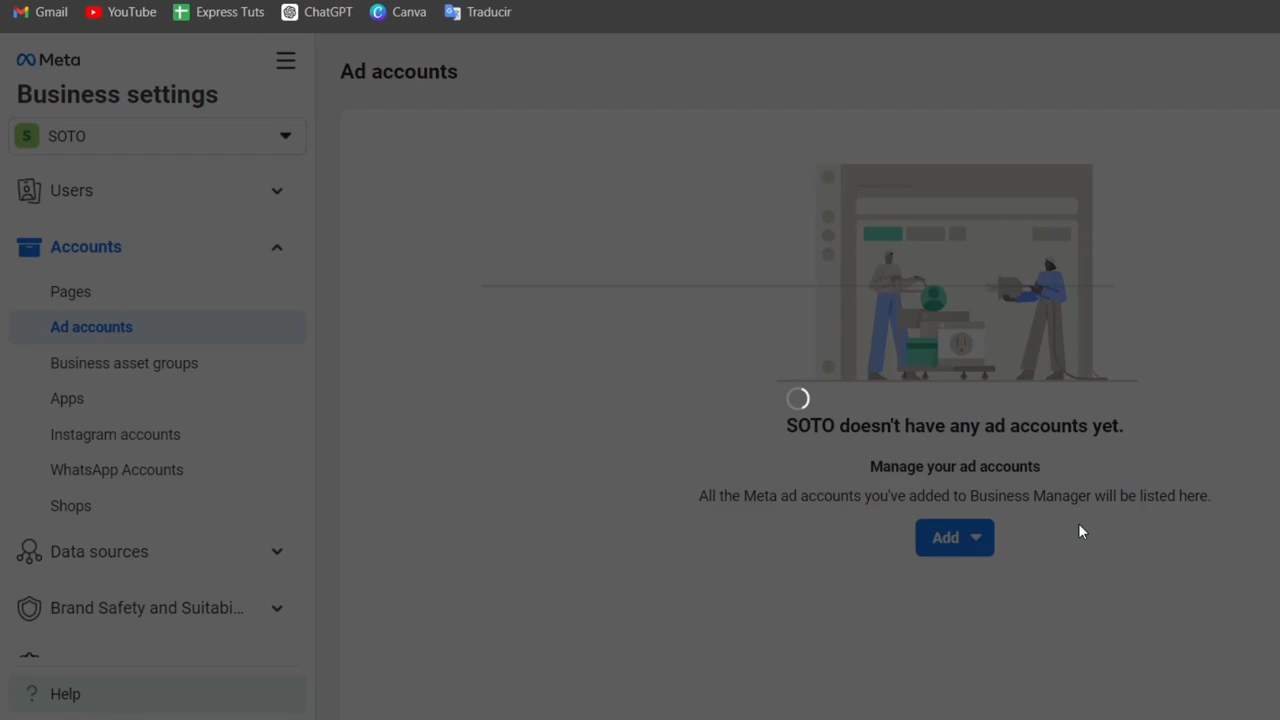 Gmail
YouTube
Express Tuts
ChatGPT
Canva
Traducir
Meta
Business settings
S SOTO
Users
Accounts
Pages
Ad accounts
Business asset groups
Apps
Instagram accounts
WhatsApp Accounts
Shops
Data sources
Brand Safety and Suitabi...
? Help
Ad accounts
SOTO doesn't have any ad accounts yet.
Manage your ad accounts
All the Meta ad accounts you've added to Business Manager will be listed here.
Add